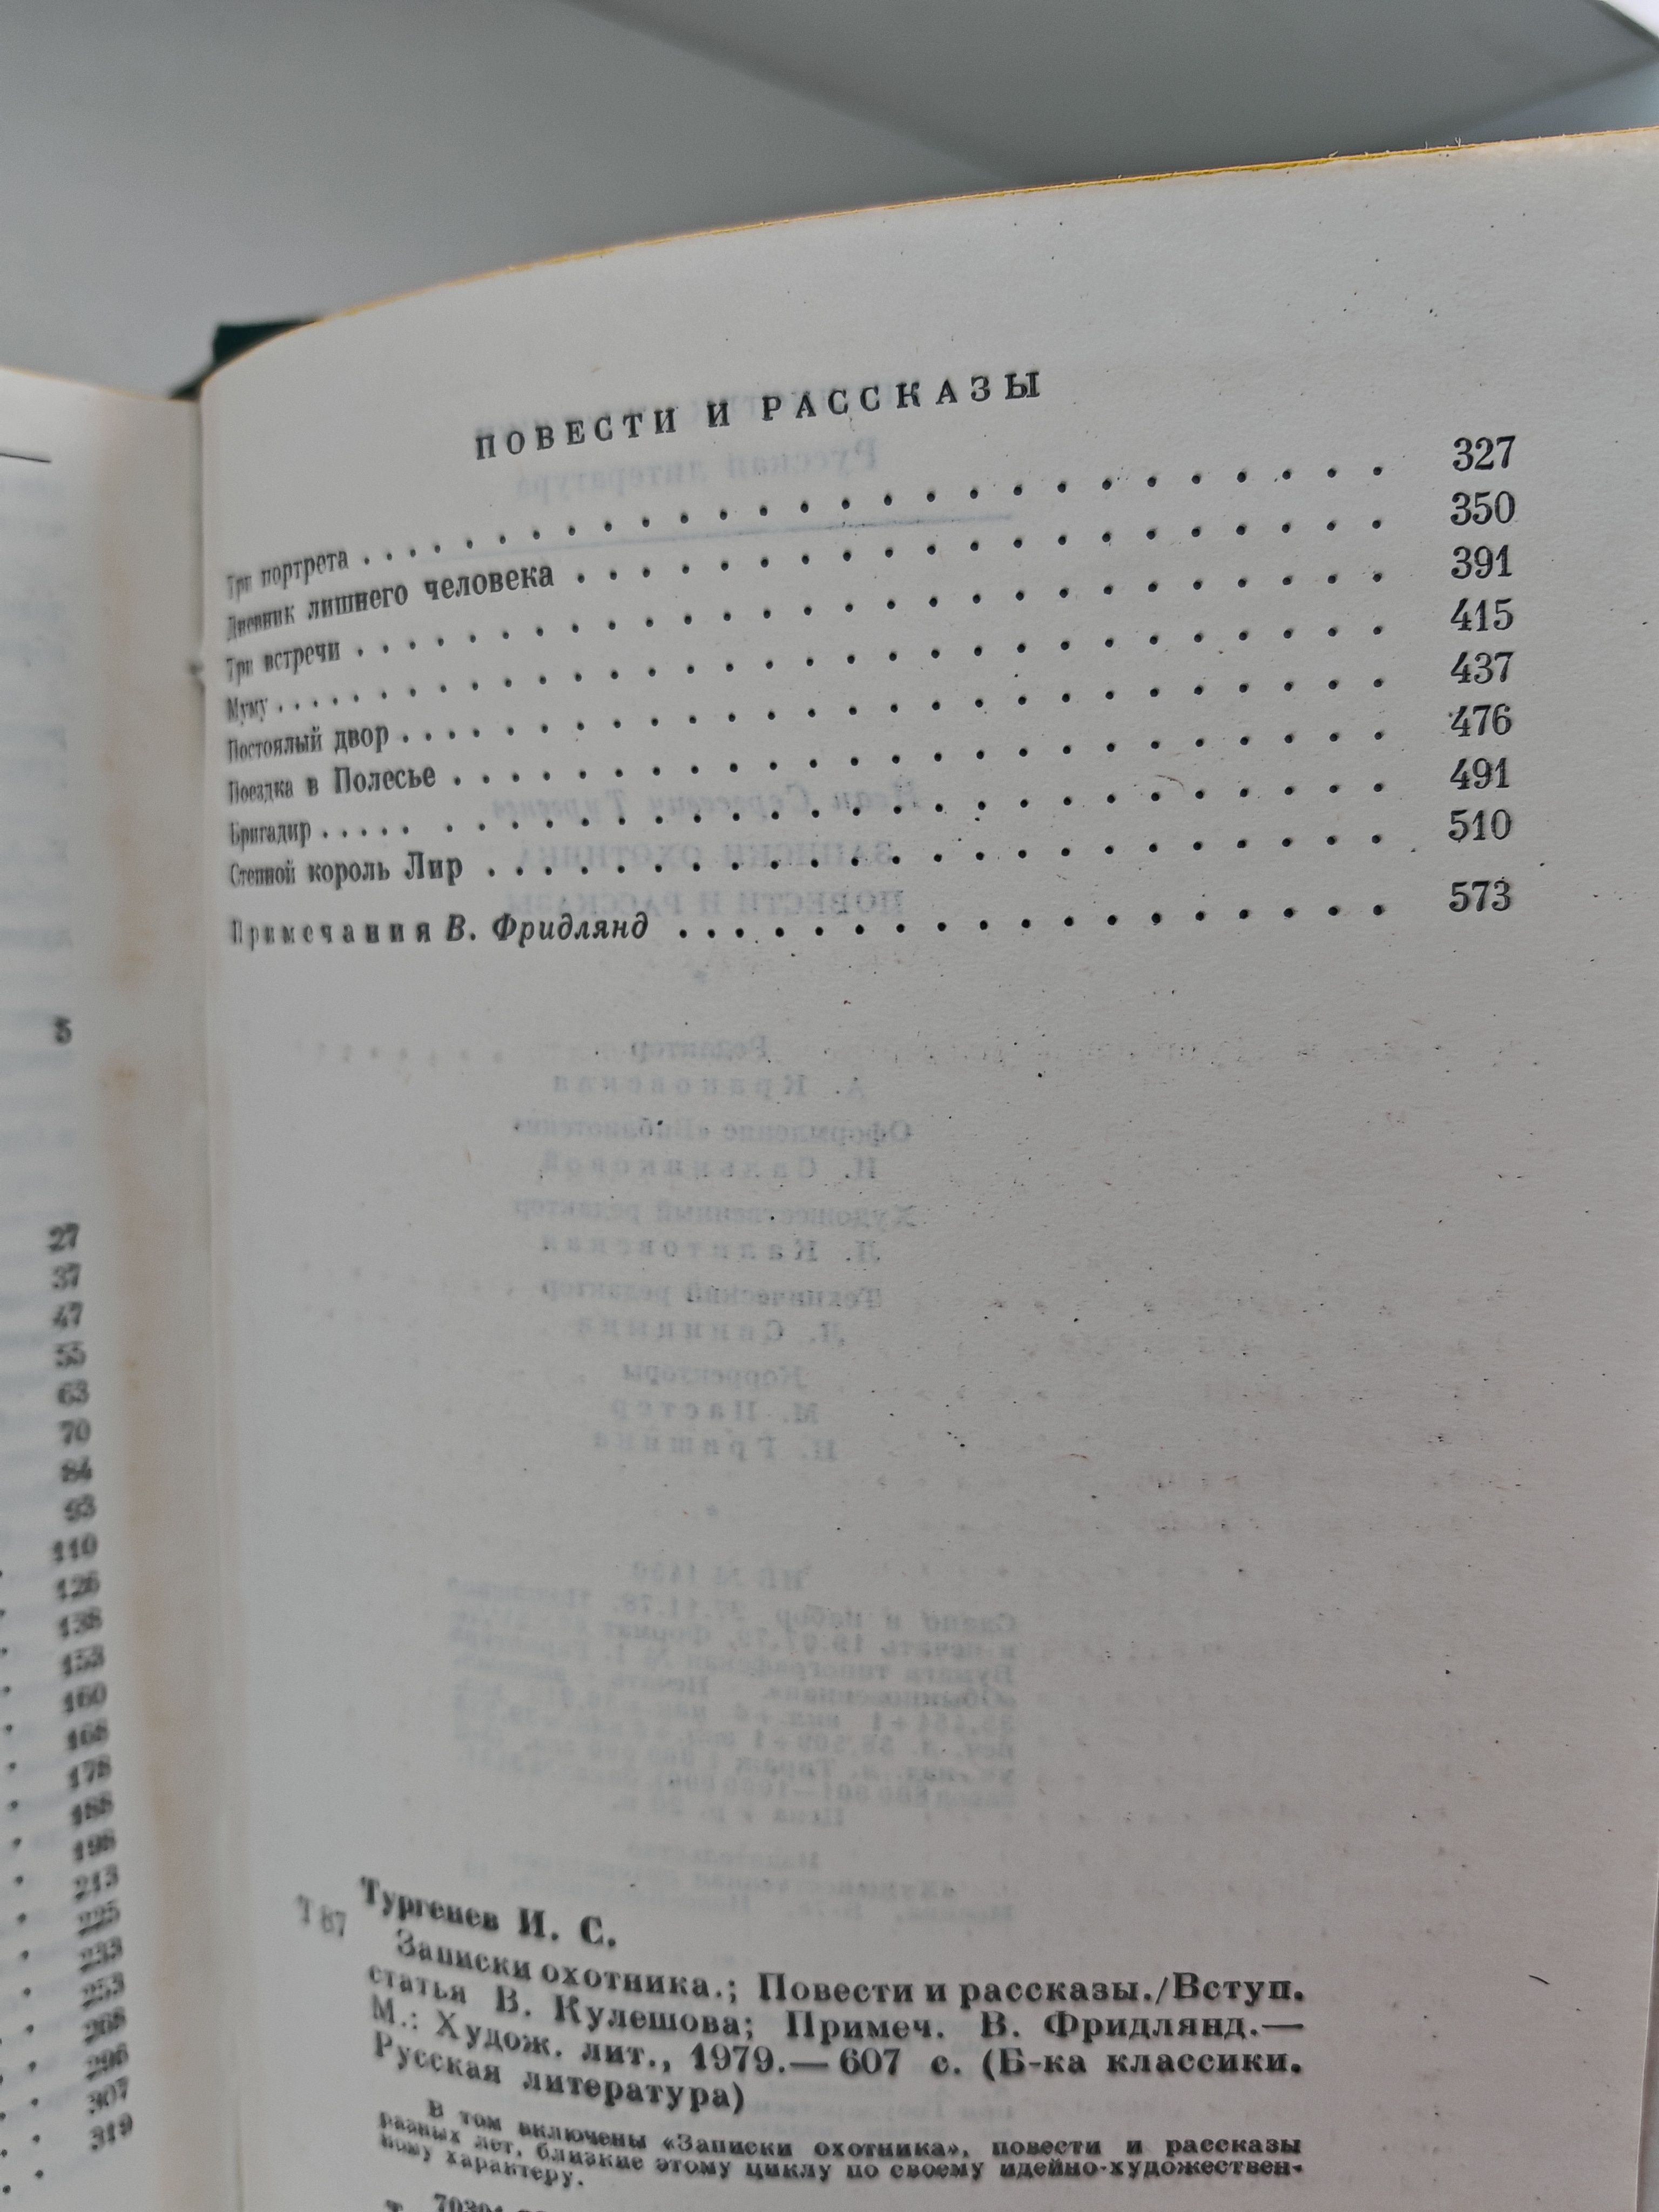 5
27
37
47
55
63
70
84
93
110
126
138
153
160
168
178
188
198
213
225
233
253
268
296
307
319
ПОВЕСТИ И РАССКАЗЫ
Три портрета . . . . . . . . . . . . . . . . . . . . . . . . 327
Дневник лишнего человека . . . . . . . . . . . . . . . . . . . . 350
Три встречи . . . . . . . . . . . . . . . . . . . . . . . . 391
Муму . . . . . . . . . . . . . . . . . . . . . . . . . . . 415
Постоялый двор . . . . . . . . . . . . . . . . . . . . . . . 437
Поездка в Полесье . . . . . . . . . . . . . . . . . . . . . . 476
Бригадир . . . . . . . . . . . . . . . . . . . . . . . . . 491
Степной король Лир . . . . . . . . . . . . . . . . . . . . . . 510
Примечания В. Фридлянд . . . . . . . . . . . . . . . . . . 573
Тургенев И. С.
Т 87
Записки охотника.; Повести и рассказы./Вступ.
статья В. Кулешова; Примеч. В. Фридлянд.—
М.: Худож. лит., 1979.— 607 с. (Б-ка классики.
Русская литература)
В том включены «Записки охотника», повести и рассказы
разных лет, близкие этому циклу по своему идейно-художествен-
ному характеру.